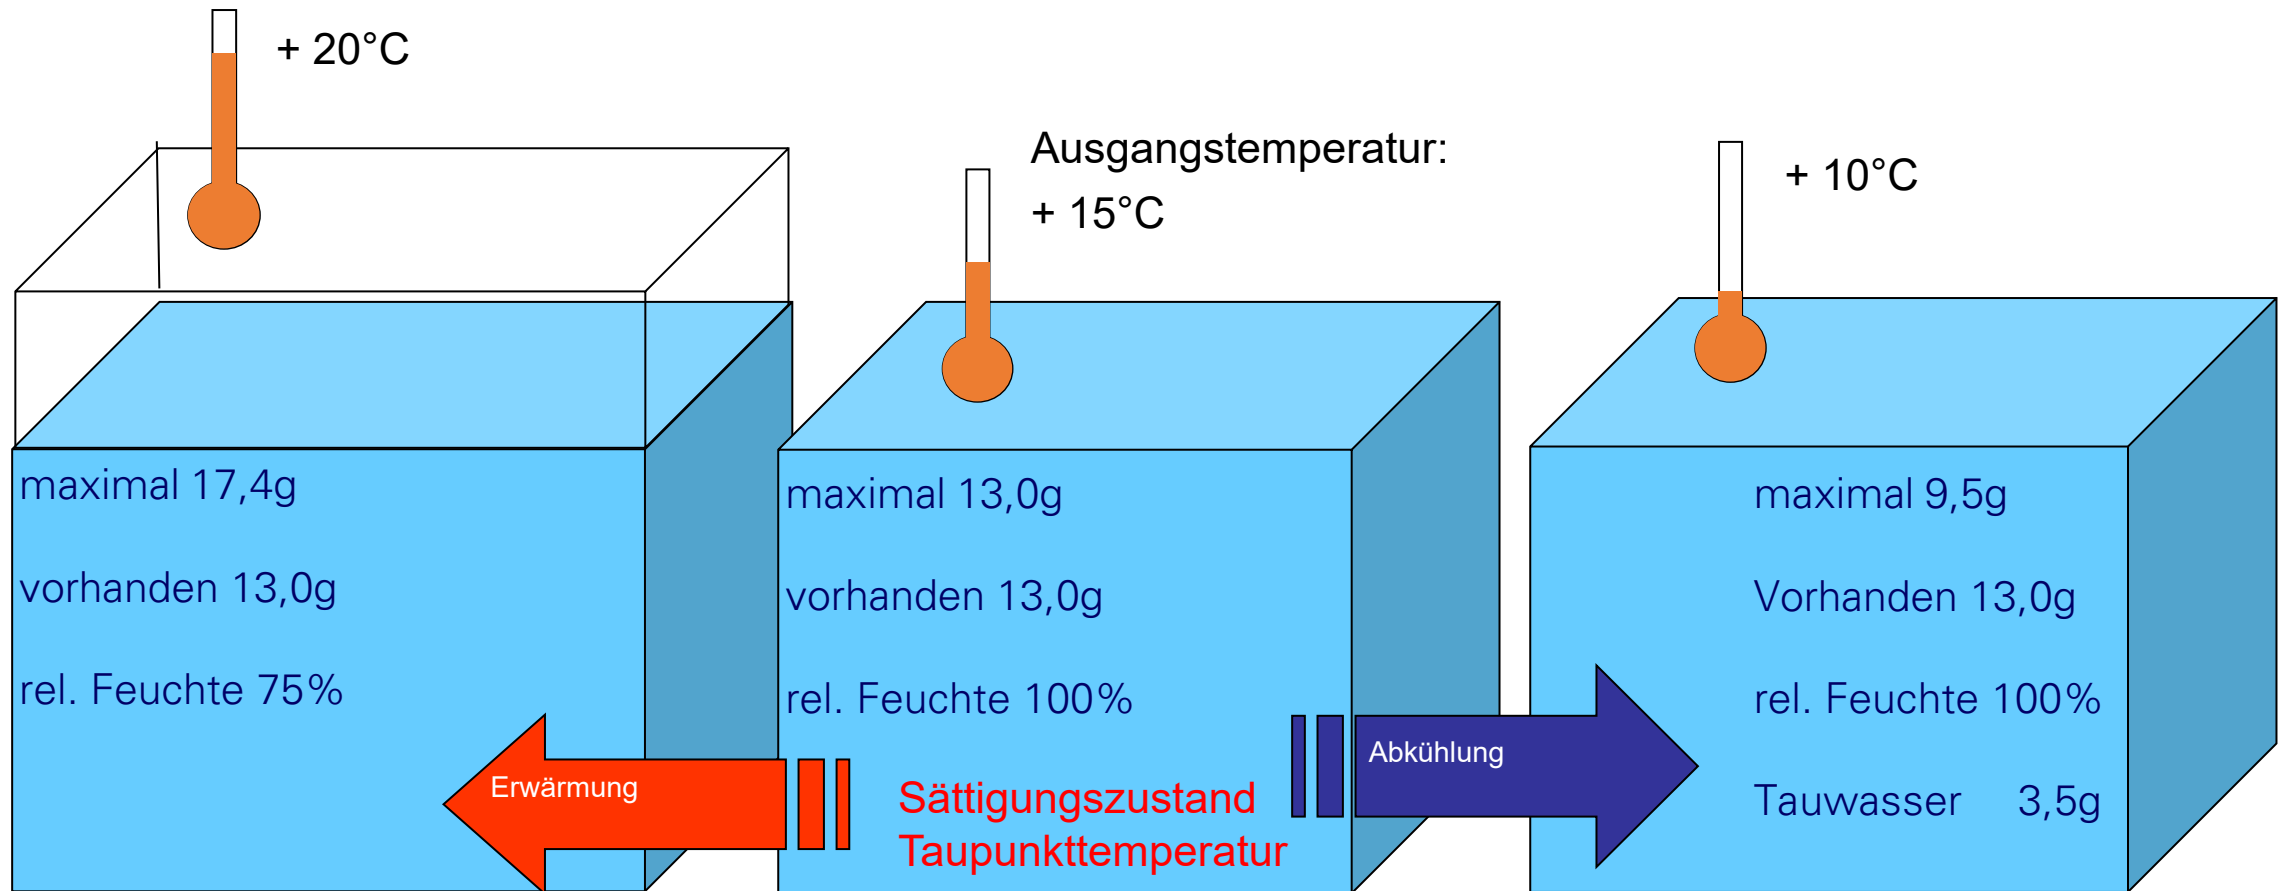 + 20°C
maximal 17,4g
vorhanden 13,0g
rel. Feuchte 75%
Erwärmung
Ausgangstemperatur:
+ 15°C
maximal 13,0g
vorhanden 13,0g
rel. Feuchte 100%
Sättigungszustand
Taupunkttemperatur
Abkühlung
+ 10°C
maximal 9,5g
Vorhanden 13,0g
rel. Feuchte 100%
Tauwasser 3,5g